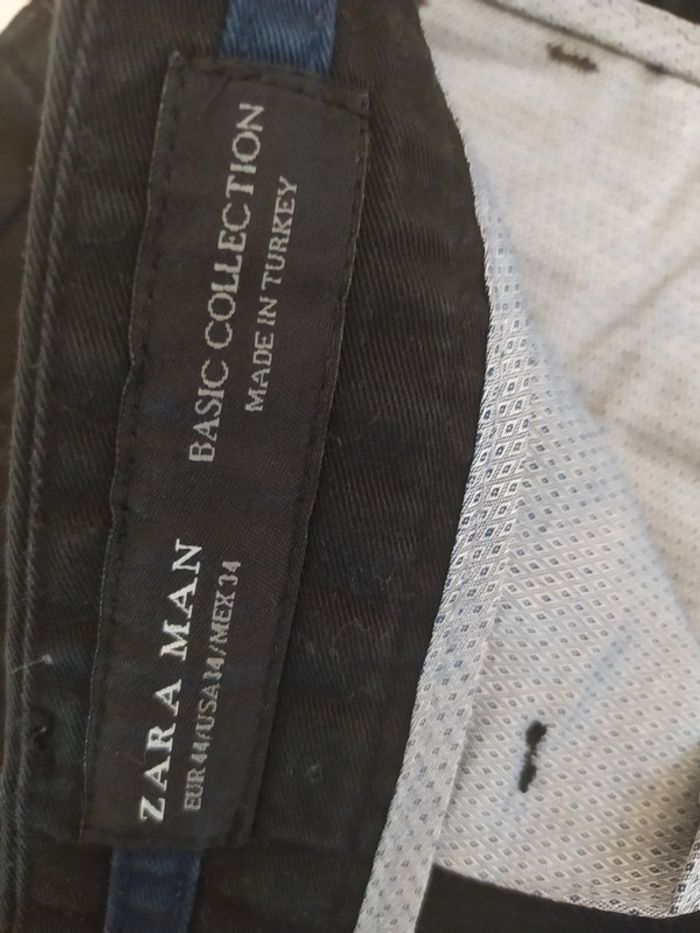 ZARA MAN BASIC COLLECTION
EUR 44/USA 34/MEX 34 MADE IN TURKEY